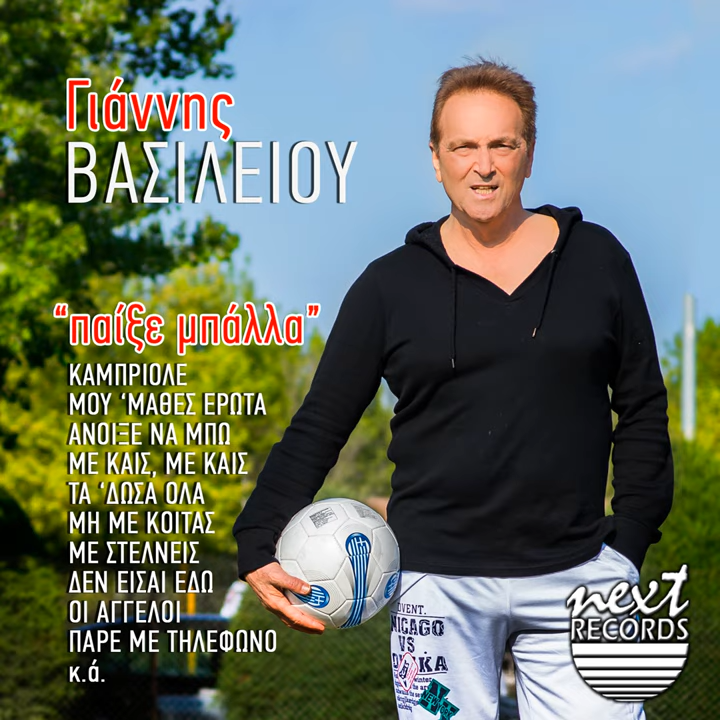 Γιάννης
ΒΑΣΙΛΕΙΟΥ
“παίξε μπάλλα”
ΚΑΜΠΡΙΟΛΕ
ΜΟΥ ‘ΜΑΘΕΣ ΕΡΩΤΑ
ΑΝΟΙΞΕ ΝΑ ΜΠΩ
ΜΕ ΚΑΙΣ, ΜΕ ΚΑΙΣ
ΤΑ ‘ΔΩΣΑ ΟΛΑ
ΜΗ ΜΕ ΚΟΙΤΑΣ
ΜΕ ΣΤΕΛΝΕΙΣ
ΔΕΝ ΕΙΣΑΙ ΕΔΩ
ΟΙ ΑΓΓΕΛΟΙ
ΠΑΡΕ ΜΕ ΤΗΛΕΦΩΝΟ
κ.ά.
next
RECORDS
VS